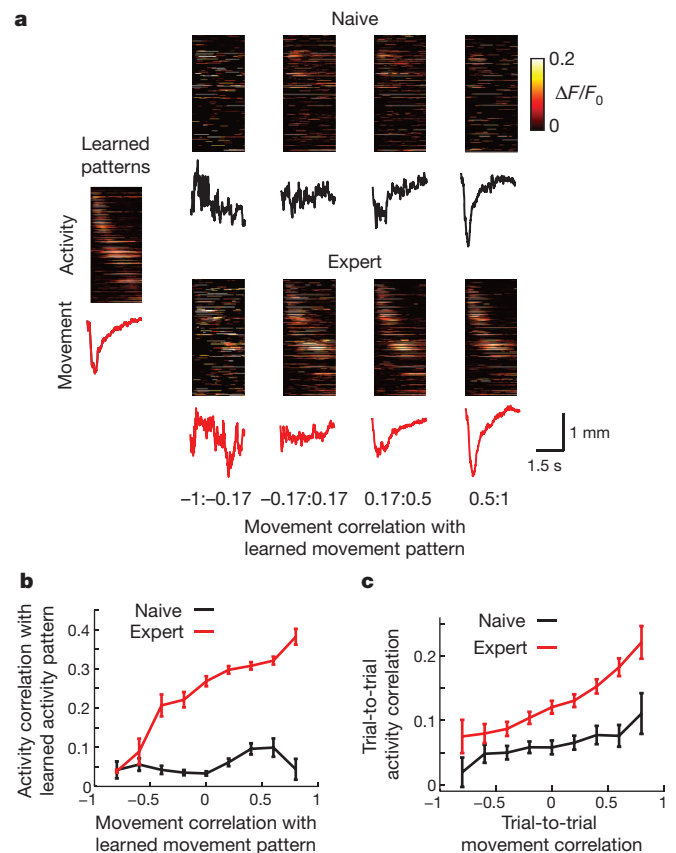 a
Naive
0.2
ΔF/F0
0
Learned
patterns
Activity
Movement
Expert
1 mm
1.5 s
−1:−0.17 −0.17:0.17 0.17:0.5 0.5:1
Movement correlation with
learned movement pattern
b
Activity correlation with
learned activity pattern
Naive
Expert
0.4
0.3
0.2
0.1
0
−1 −0.5 0 0.5 1
Movement correlation with
learned movement pattern
c
Trial-to-trial
activity correlation
Naive
Expert
0.2
0.1
0
−1 −0.5 0 0.5 1
Trial-to-trial
movement correlation